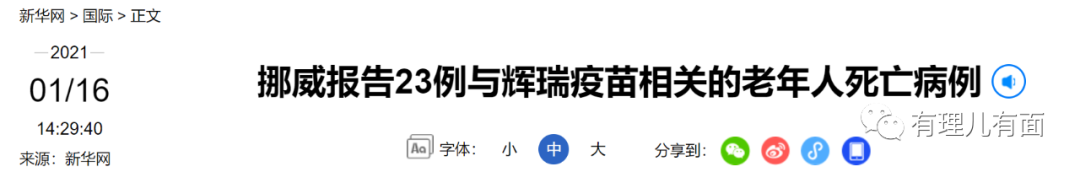 新华网 > 国际 > 正文
2021
01/16
14:29:40
来源：新华网
挪威报告23例与辉瑞疫苗相关的老年人死亡病例
有理儿有面
Aa 字体： 小 中 大 分享到: